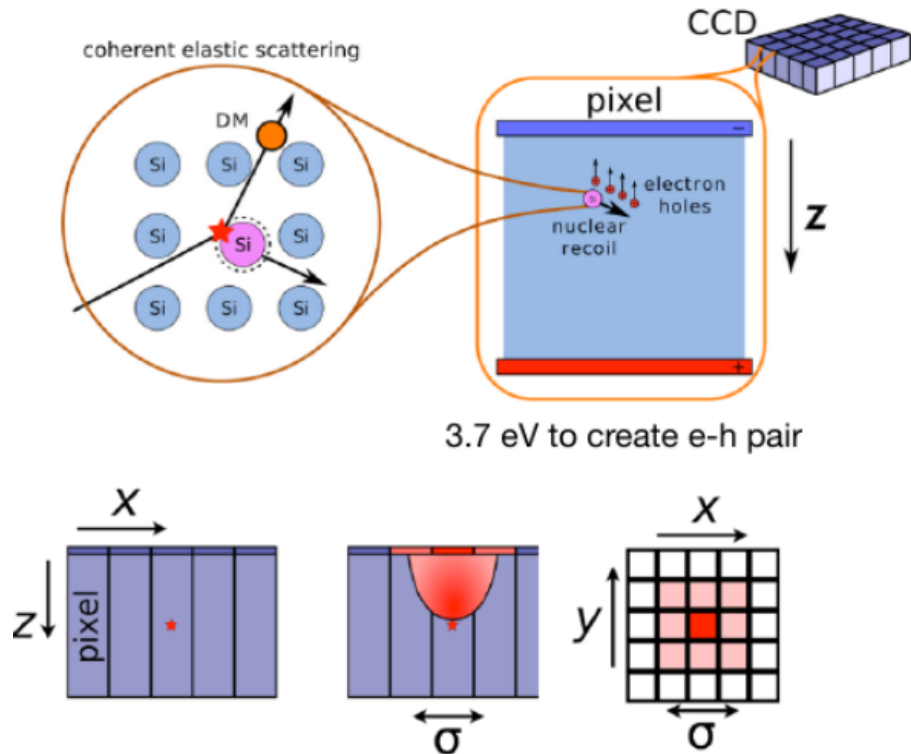 CCD
coherent elastic scattering
pixel
DM
−
Si Si Si
electron
holes
Si
z
Si Si Si
nuclear
recoil
Si Si Si
+
3.7 eV to create e-h pair
x
z
pixel
σ
x
y
σ